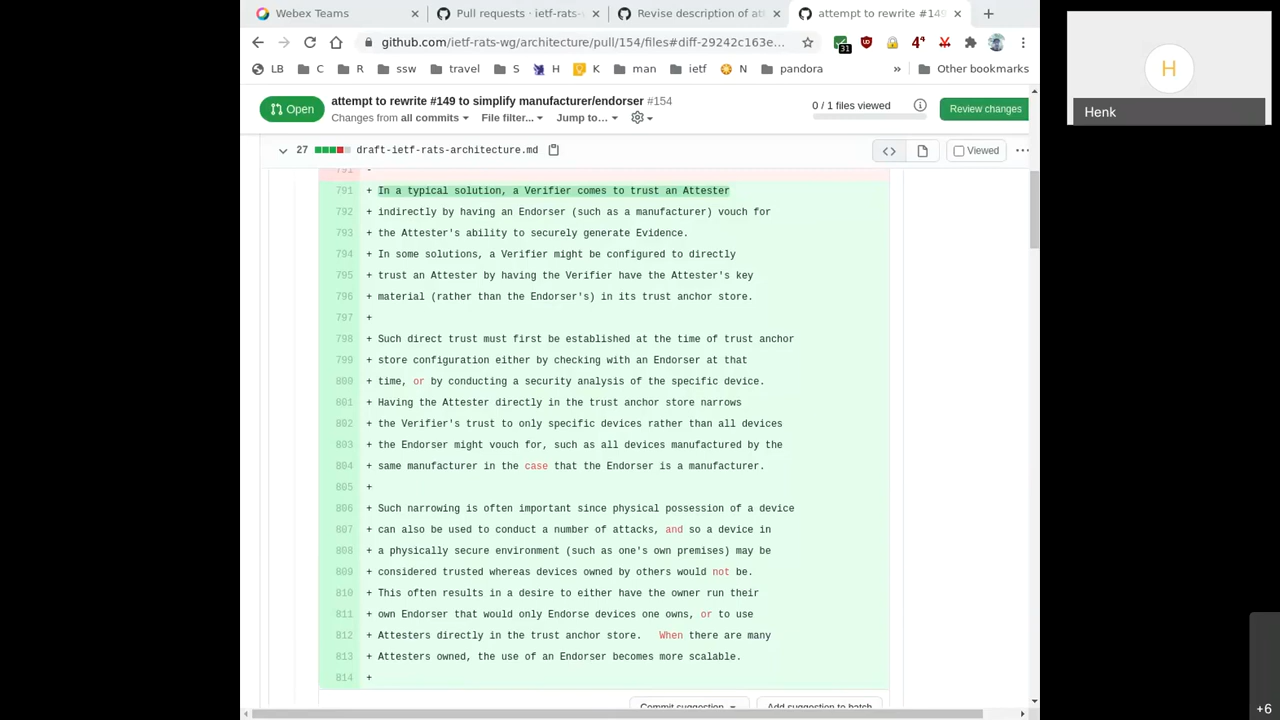 Webex Teams
Pull requests · ietf-rats-
Revise description of att
attempt to rewrite #149
github.com/ietf-rats-wg/architecture/pull/154/files#diff-29242c163e...
31
4⁴
LB
C
R
ssw
travel
S
H
K
man
ietf
N
pandora
»
Other bookmarks
Open
attempt to rewrite #149 to simplify manufacturer/endorser #154
Changes from all commits
File filter...
Jump to...
0 / 1 files viewed
Review changes
27
draft-ietf-rats-architecture.md
Viewed
791 -
791 + In a typical solution, a Verifier comes to trust an Attester
792 + indirectly by having an Endorser (such as a manufacturer) vouch for
793 + the Attester's ability to securely generate Evidence.
794 + In some solutions, a Verifier might be configured to directly
795 + trust an Attester by having the Verifier have the Attester's key
796 + material (rather than the Endorser's) in its trust anchor store.
797 +
798 + Such direct trust must first be established at the time of trust anchor
799 + store configuration either by checking with an Endorser at that
800 + time, or by conducting a security analysis of the specific device.
801 + Having the Attester directly in the trust anchor store narrows
802 + the Verifier's trust to only specific devices rather than all devices
803 + the Endorser might vouch for, such as all devices manufactured by the
804 + same manufacturer in the case that the Endorser is a manufacturer.
805 +
806 + Such narrowing is often important since physical possession of a device
807 + can also be used to conduct a number of attacks, and so a device in
808 + a physically secure environment (such as one's own premises) may be
809 + considered trusted whereas devices owned by others would not be.
810 + This often results in a desire to either have the owner run their
811 + own Endorser that would only Endorse devices one owns, or to use
812 + Attesters directly in the trust anchor store.   When there are many
813 + Attesters owned, the use of an Endorser becomes more scalable.
814 +
Commit suggestion
Add suggestion to batch
H
Henk
+6